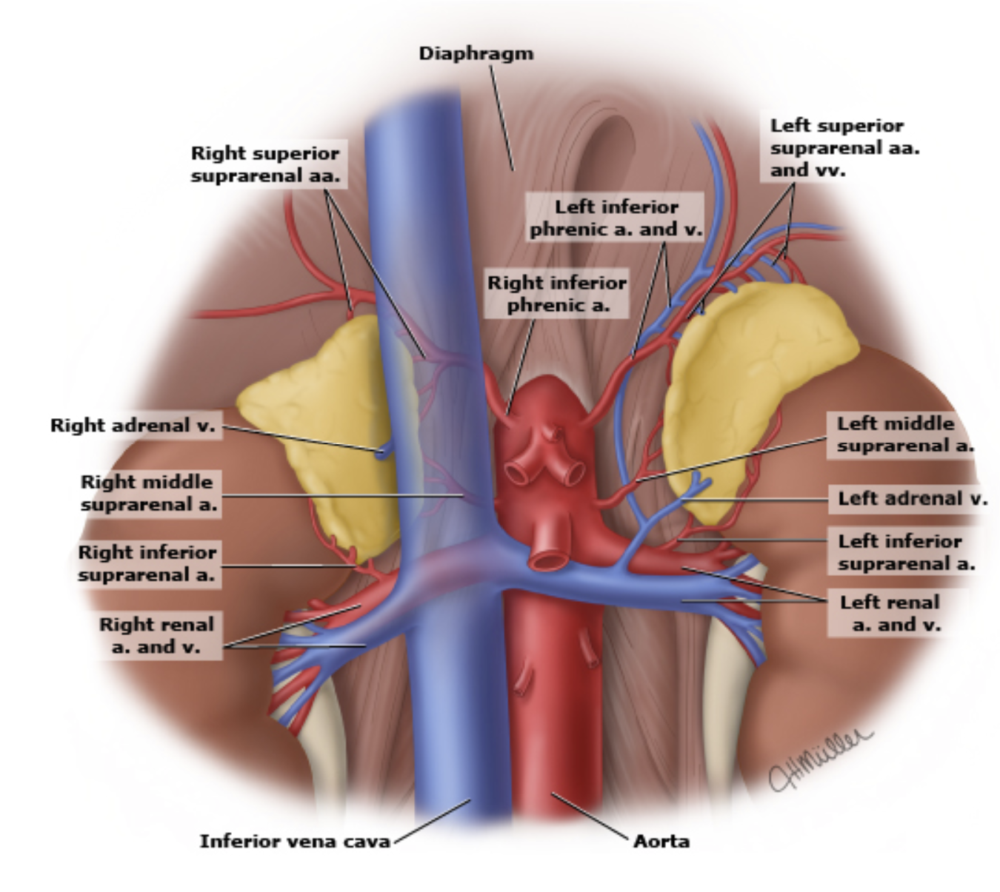 Diaphragm
Left superior
suprarenal aa.
and vv.
Right superior
suprarenal aa.
Left inferior
phrenic a. and v.
Right inferior
phrenic a.
Right adrenal v.
Left middle
suprarenal a.
Right middle
suprarenal a.
Left adrenal v.
Right inferior
suprarenal a.
Left inferior
suprarenal a.
Right renal
a. and v.
Left renal
a. and v.
JHMüller
Inferior vena cava
Aorta